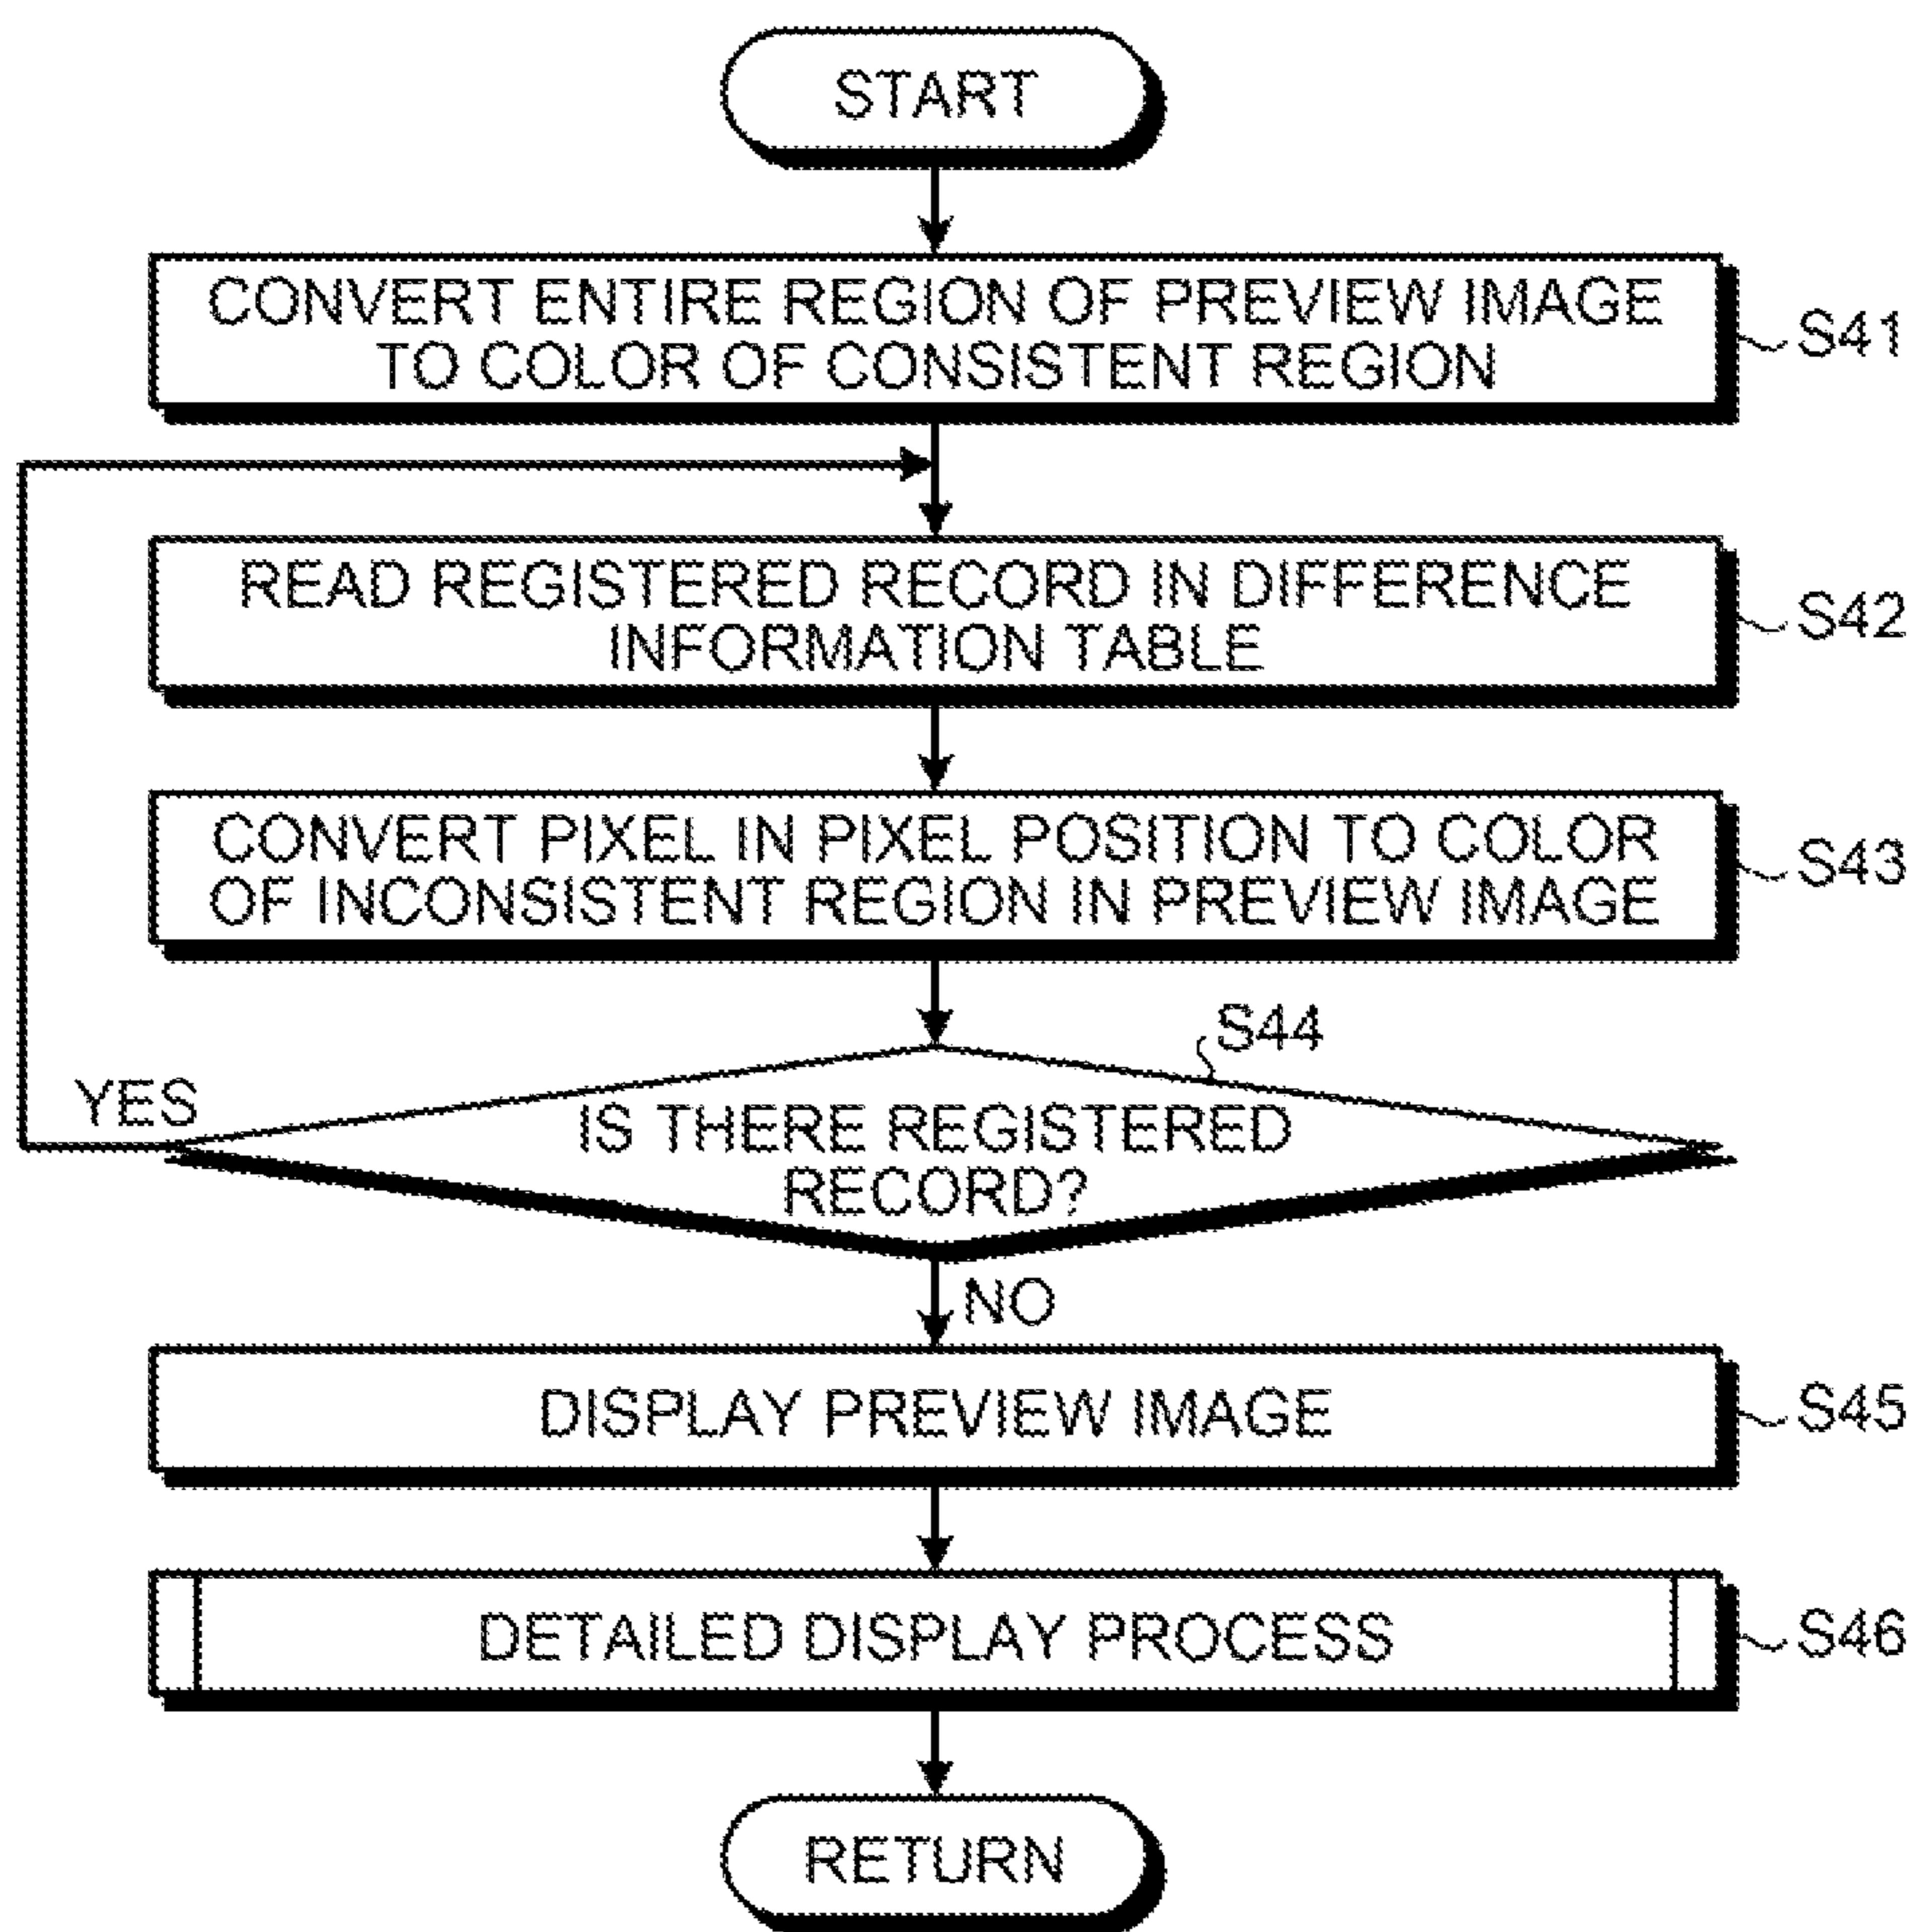 START
CONVERT ENTIRE REGION OF PREVIEW IMAGE
TO COLOR OF CONSISTENT REGION
S41
READ REGISTERED RECORD IN DIFFERENCE
INFORMATION TABLE
S42
CONVERT PIXEL IN PIXEL POSITION TO COLOR
OF INCONSISTENT REGION IN PREVIEW IMAGE
S43
S44
YES
IS THERE REGISTERED
RECORD?
NO
DISPLAY PREVIEW IMAGE
S45
DETAILED DISPLAY PROCESS
S46
RETURN